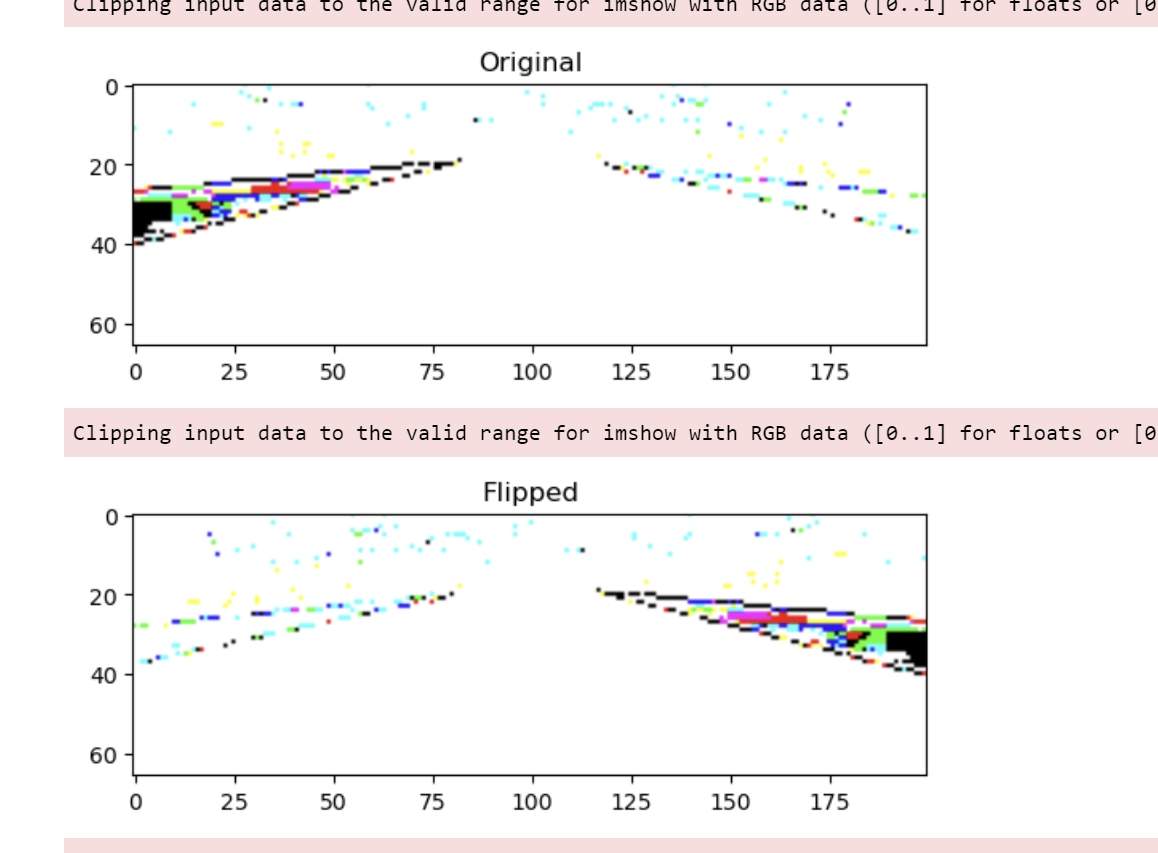 Clipping input data to the valid range for imshow with RGB data ([0..1] for floats or [0
Original
0
20
40
60
0 25 50 75 100 125 150 175
Clipping input data to the valid range for imshow with RGB data ([0..1] for floats or [0
Flipped
0
20
40
60
0 25 50 75 100 125 150 175